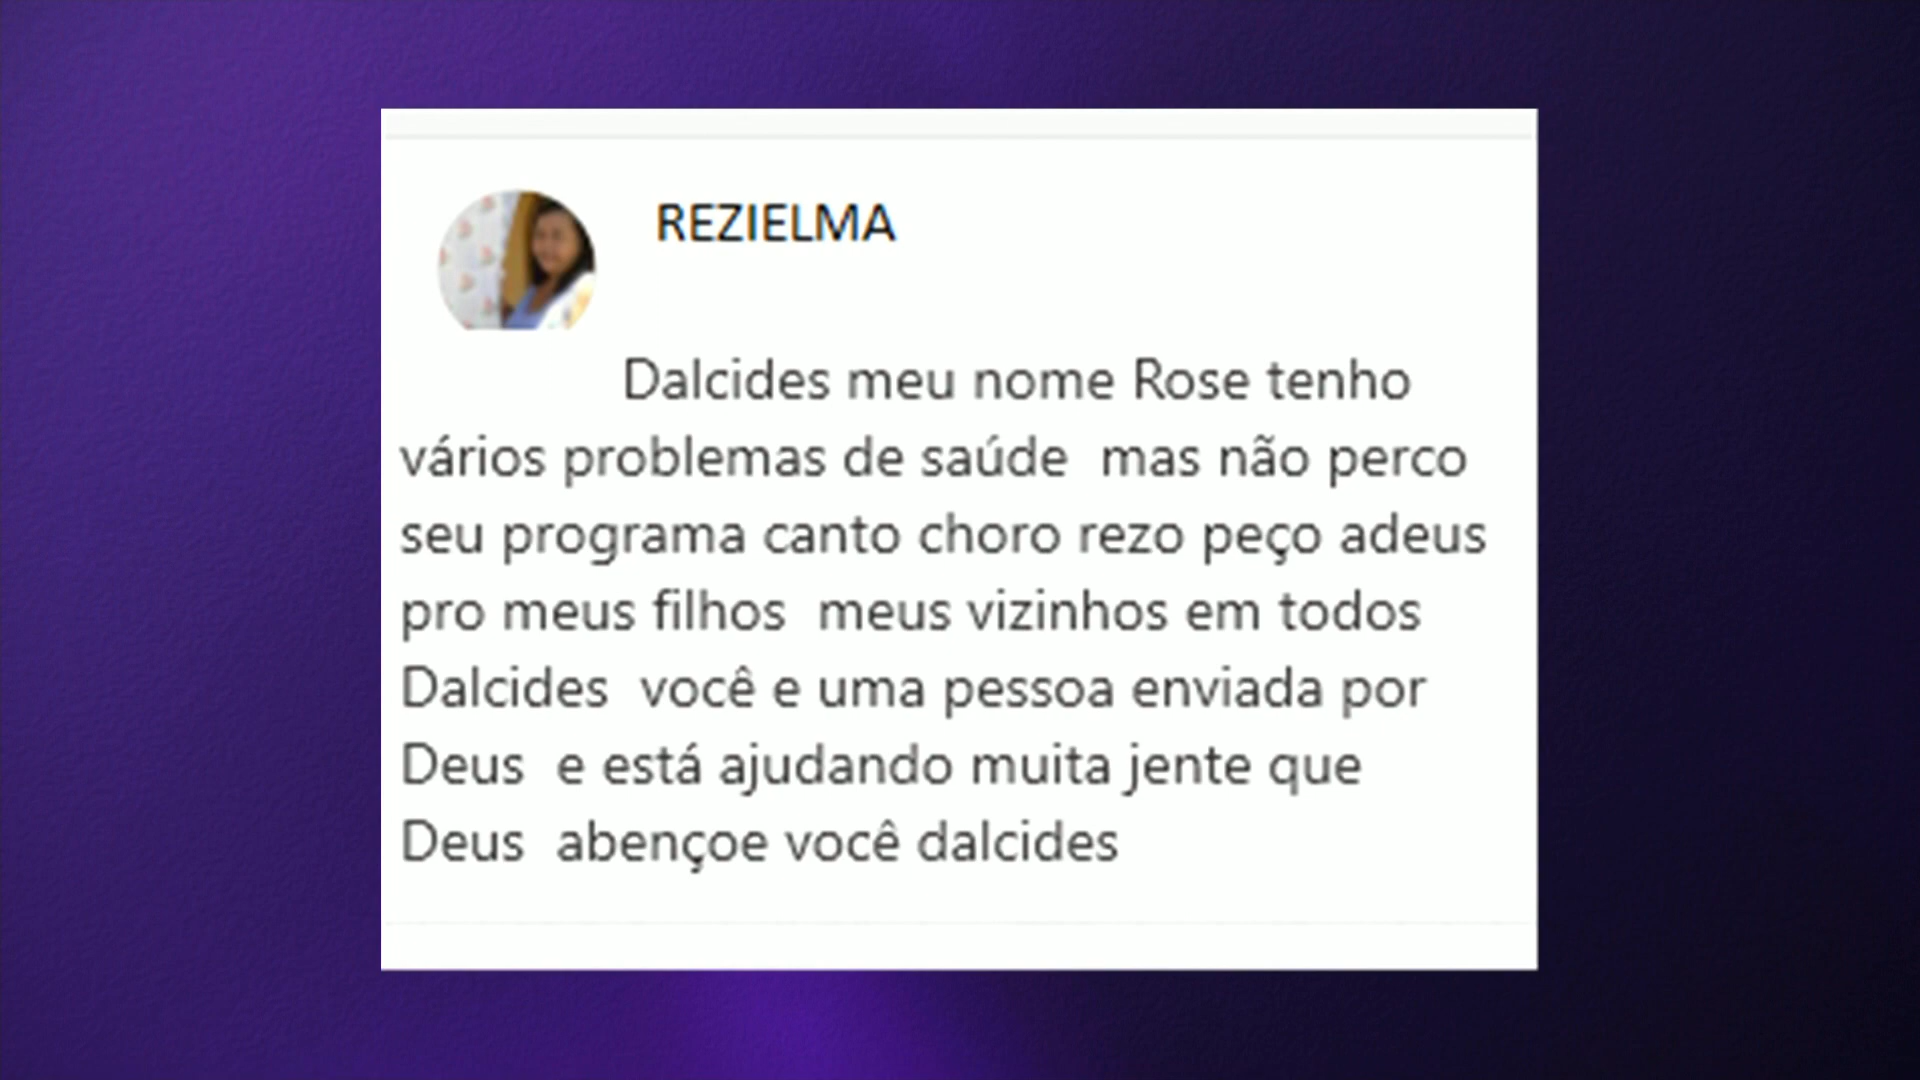 REZIELMA
Dalcides meu nome Rose tenho
vários problemas de saúde  mas não perco
seu programa canto choro rezo peço adeus
pro meus filhos  meus vizinhos em todos
Dalcides  você e uma pessoa enviada por
Deus  e está ajudando muita jente que
Deus  abençoe você dalcides